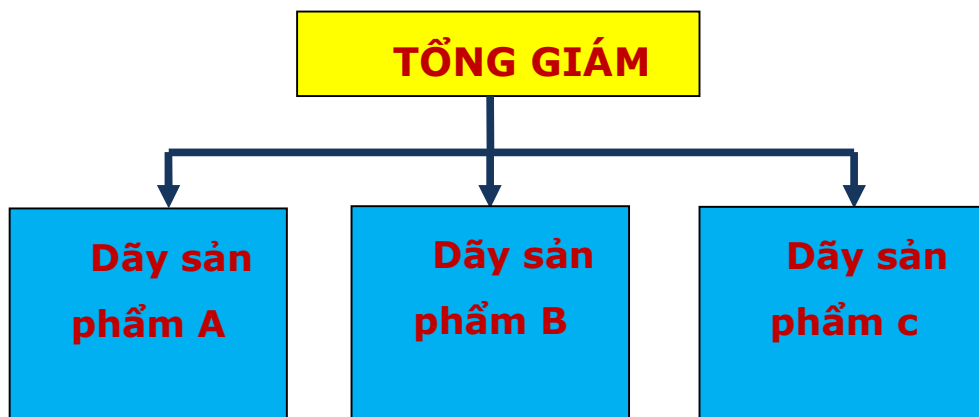 TỔNG GIÁM
Dãy sản
phẩm A
Dãy sản
phẩm B
Dãy sản
phẩm c